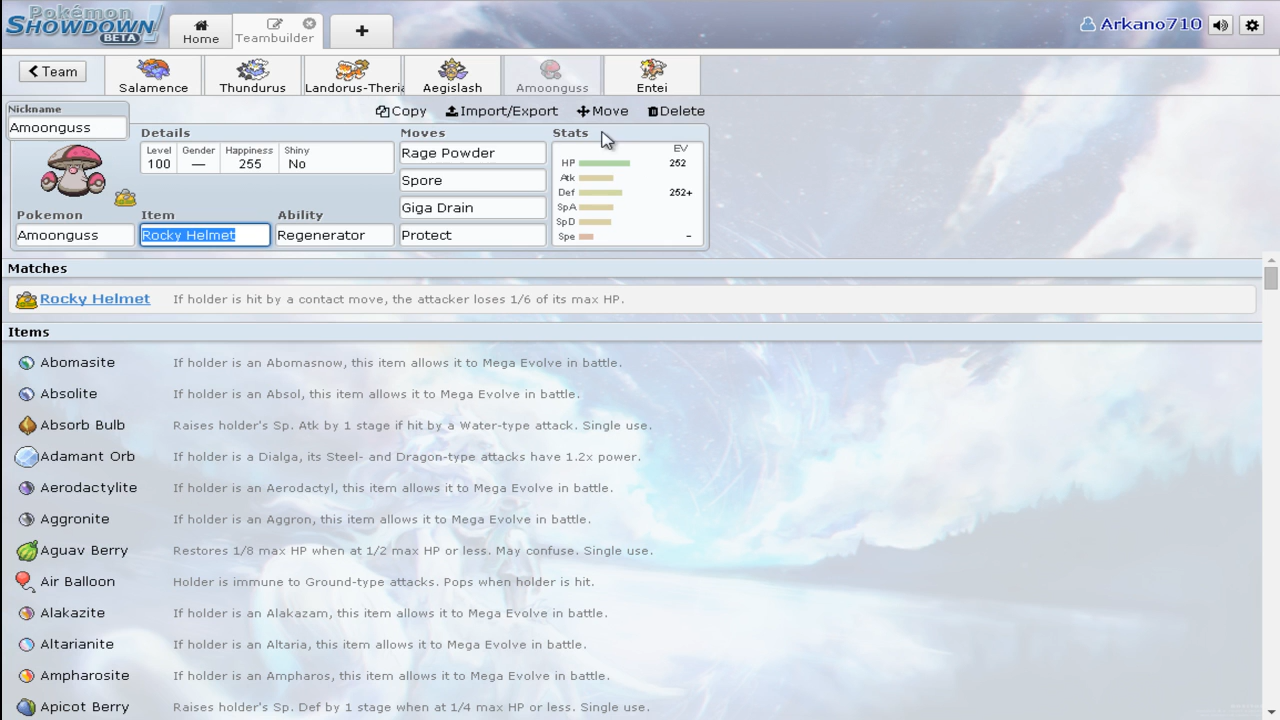 Pokémon
SHOWDOWN!
BETA
Home
Teambuilder
Arkano710
Team
Salamence
Thundurus
Landorus-Theri
Aegislash
Amoonguss
Entei
Copy Import/Export Move Delete
Nickname
Amoonguss
Details
Level Gender Happiness Shiny
100 — 255 No
Pokemon
Amoonguss
Item
Rocky Helmet
Ability
Regenerator
Moves
Rage Powder
Spore
Giga Drain
Protect
Stats
EV
HP 252
Atk
Def 252+
SpA
SpD
Spe -
Matches
Rocky Helmet If holder is hit by a contact move, the attacker loses 1/6 of its max HP.
Items
Abomasite If holder is an Abomasnow, this item allows it to Mega Evolve in battle.
Absolite If holder is an Absol, this item allows it to Mega Evolve in battle.
Absorb Bulb Raises holder's Sp. Atk by 1 stage if hit by a Water-type attack. Single use.
Adamant Orb If holder is a Dialga, its Steel- and Dragon-type attacks have 1.2x power.
Aerodactylite If holder is an Aerodactyl, this item allows it to Mega Evolve in battle.
Aggronite If holder is an Aggron, this item allows it to Mega Evolve in battle.
Aguav Berry Restores 1/8 max HP when at 1/2 max HP or less. May confuse. Single use.
Air Balloon Holder is immune to Ground-type attacks. Pops when holder is hit.
Alakazite If holder is an Alakazam, this item allows it to Mega Evolve in battle.
Altarianite If holder is an Altaria, this item allows it to Mega Evolve in battle.
Ampharosite If holder is an Ampharos, this item allows it to Mega Evolve in battle.
Apicot Berry Raises holder's Sp. Def by 1 stage when at 1/4 max HP or less. Single use.